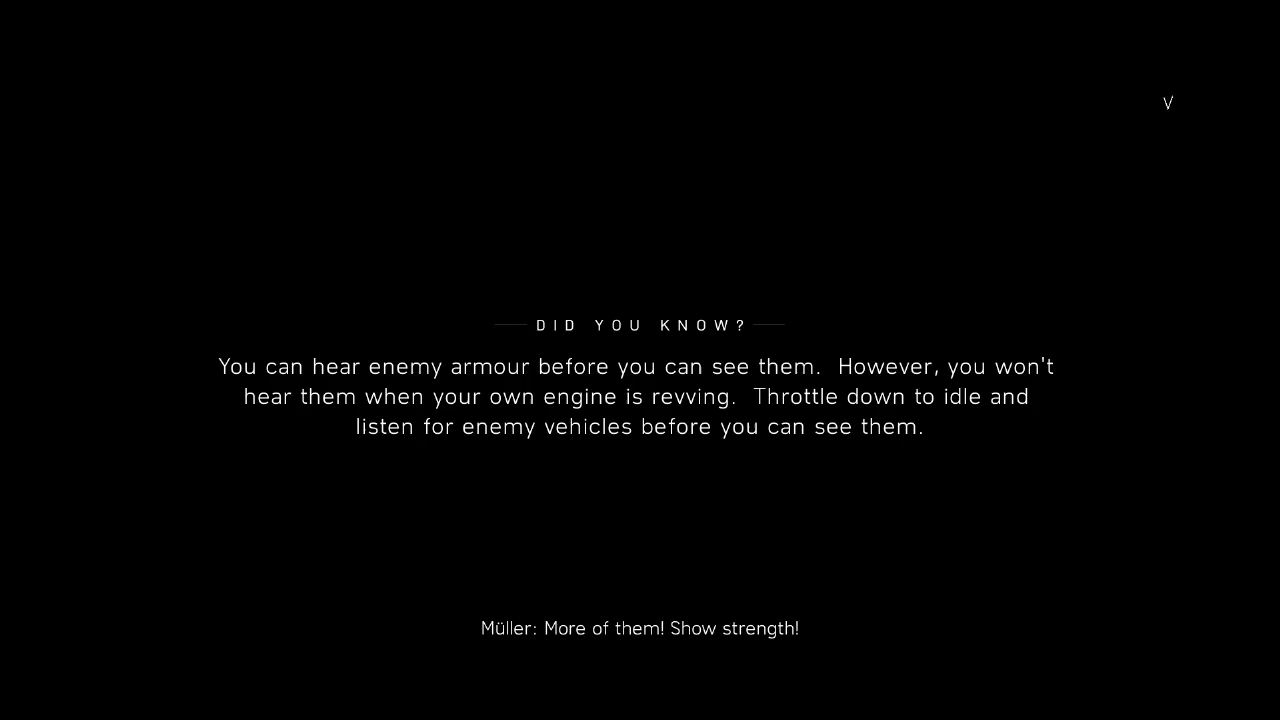 V
DID YOU KNOW?
You can hear enemy armour before you can see them.  However, you won't
hear them when your own engine is revving.  Throttle down to idle and
listen for enemy vehicles before you can see them.
Müller: More of them! Show strength!